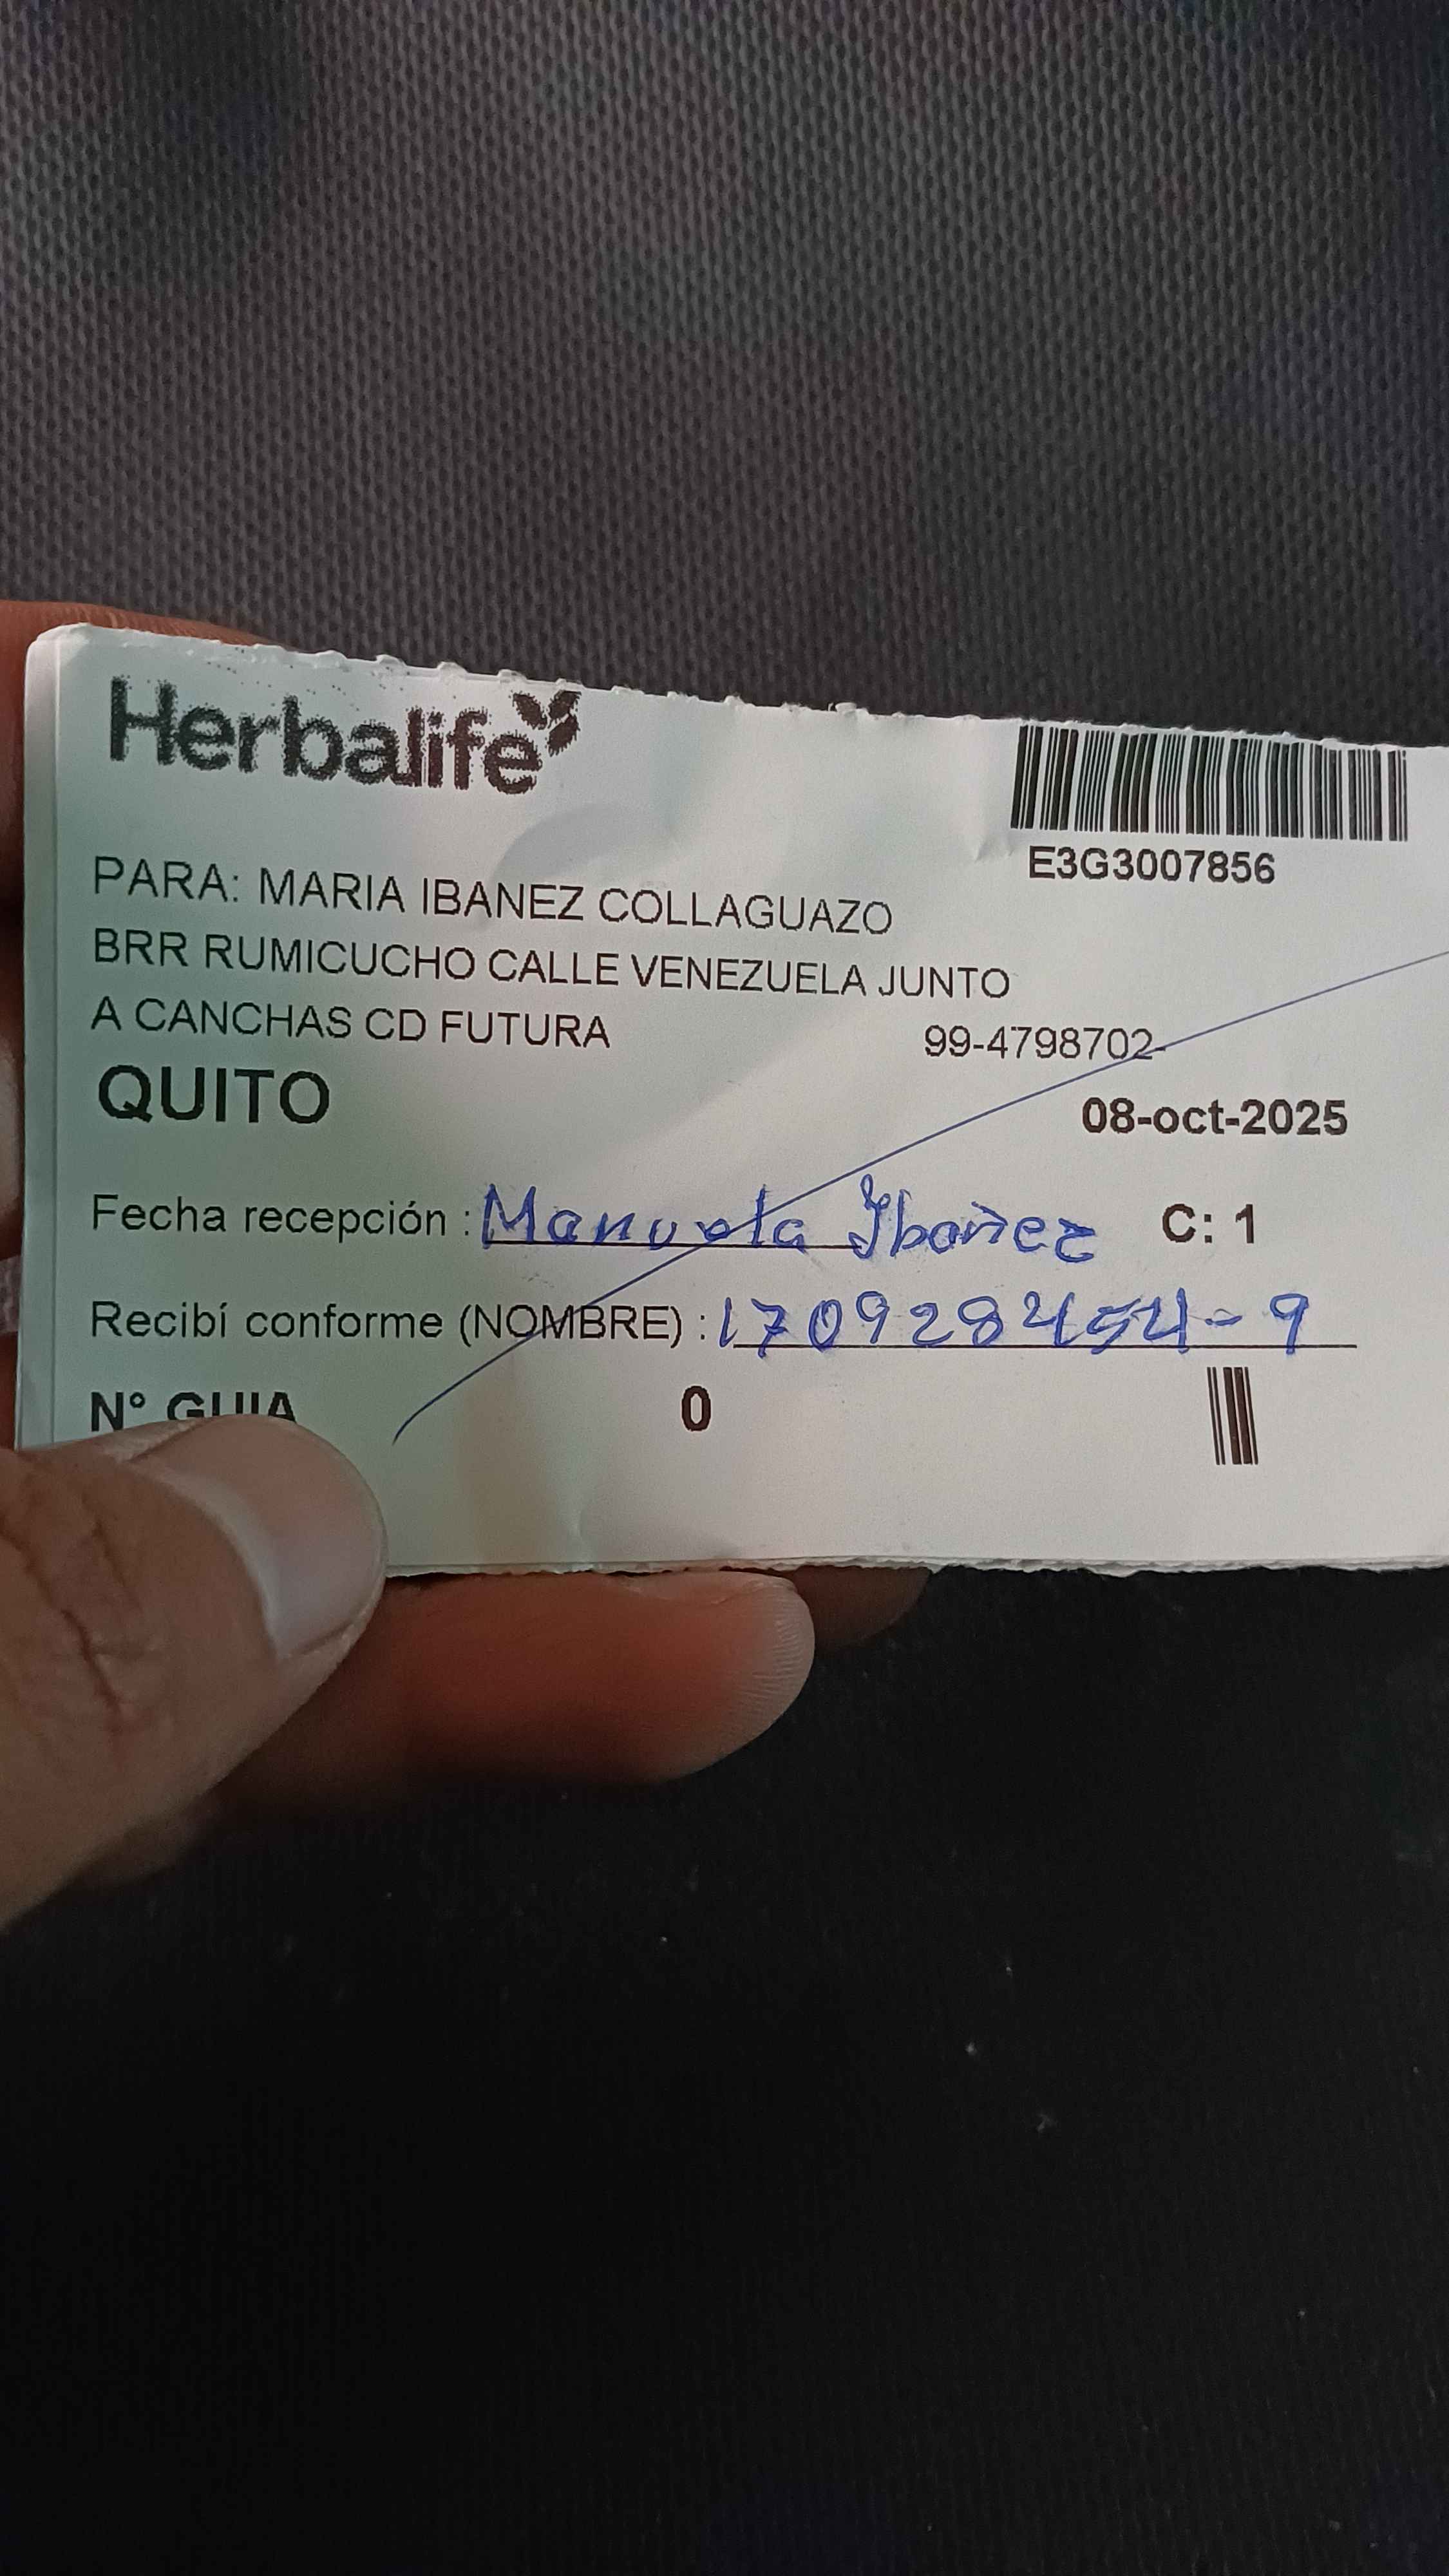 Herbalife
E3G3007856
PARA: MARIA IBANEZ COLLAGUAZO
BRR RUMICUCHO CALLE VENEZUELA JUNTO
A CANCHAS CD FUTURA 99-4798702-
QUITO
08-oct-2025
Fecha recepción : Manuela Ibañez C: 1
Recibí conforme (NOMBRE) : 170928454-9
N° GUIA 0